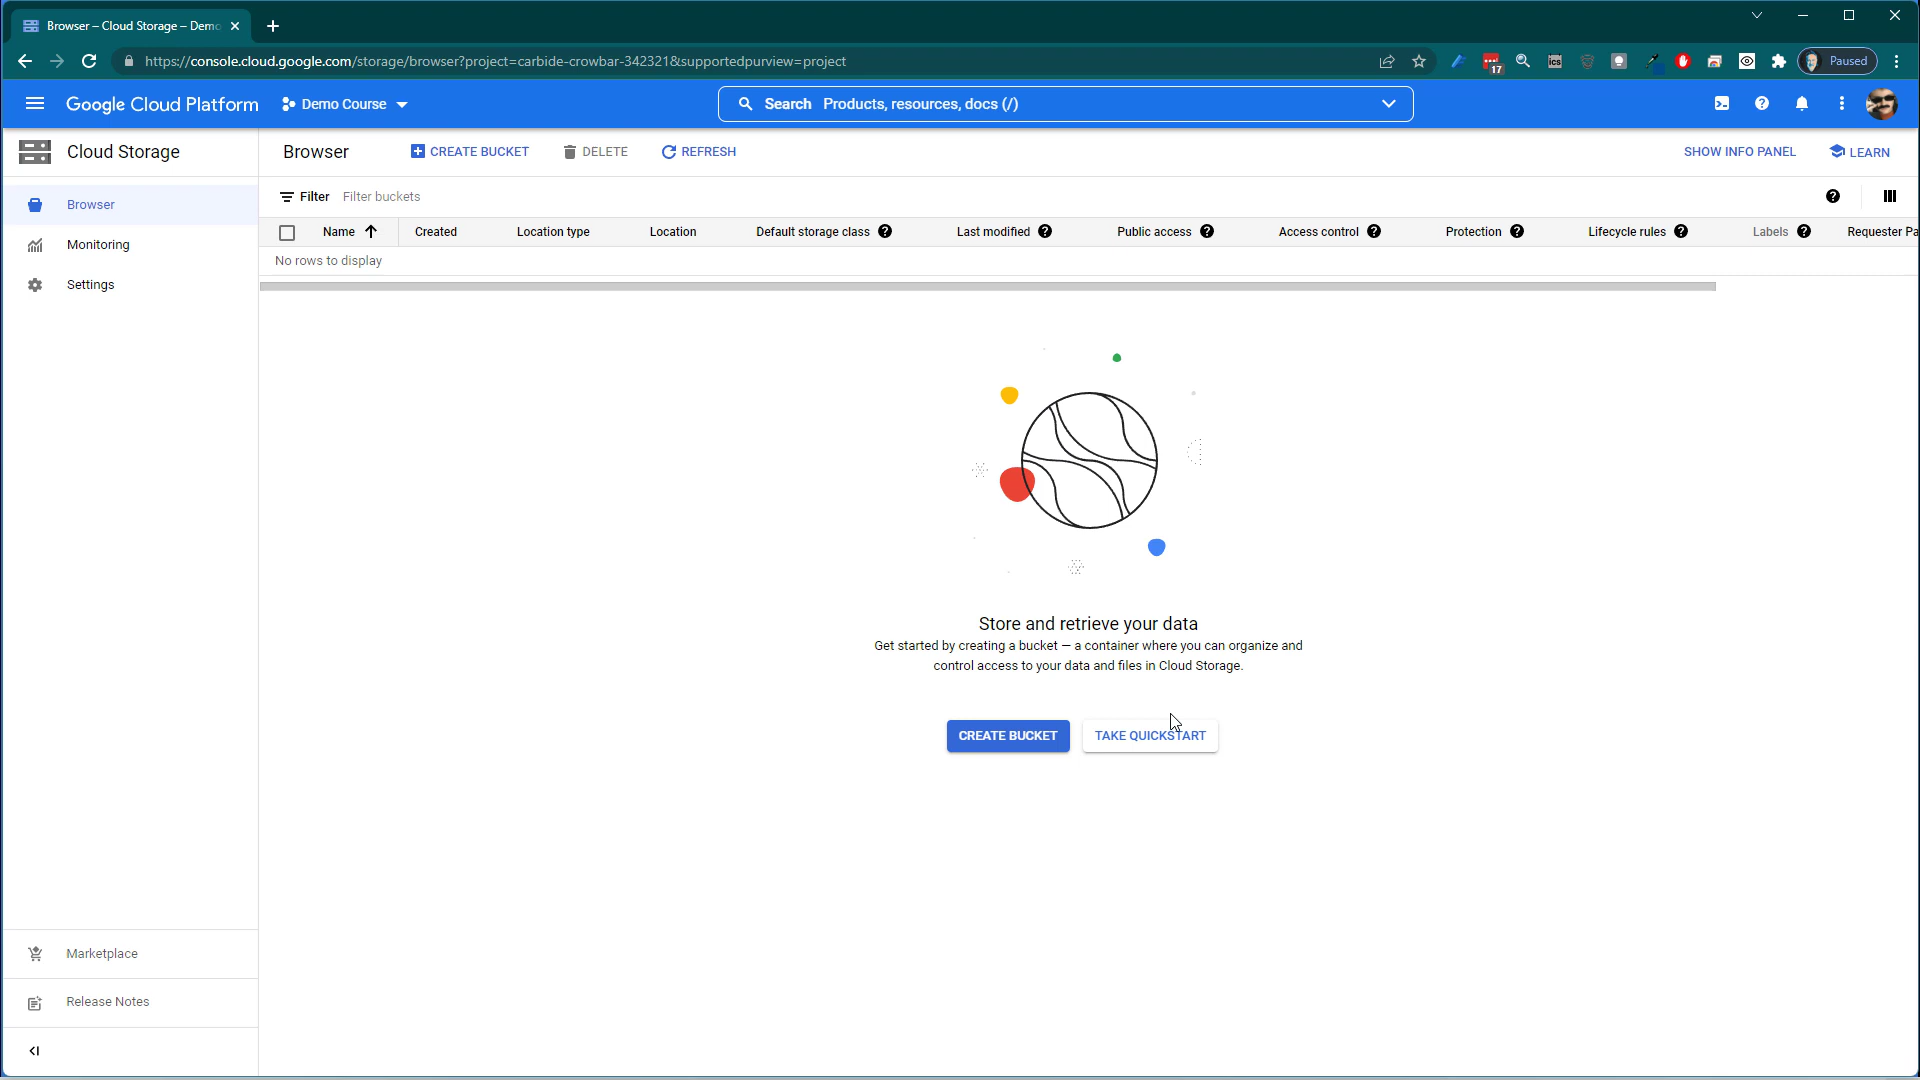 Browser – Cloud Storage – Demo
https://console.cloud.google.com/storage/browser?project=carbide-crowbar-342321&supportedpurview=project
17
ics
Paused
Google Cloud Platform
Demo Course
Search Products, resources, docs (/)
Cloud Storage
Browser
CREATE BUCKET
DELETE
REFRESH
SHOW INFO PANEL
LEARN
Browser
Monitoring
Settings
Filter Filter buckets
Name
Created
Location type
Location
Default storage class
Last modified
Public access
Access control
Protection
Lifecycle rules
Labels
Requester Pa
No rows to display
Store and retrieve your data
Get started by creating a bucket — a container where you can organize and
control access to your data and files in Cloud Storage.
CREATE BUCKET
TAKE QUICKSTART
Marketplace
Release Notes